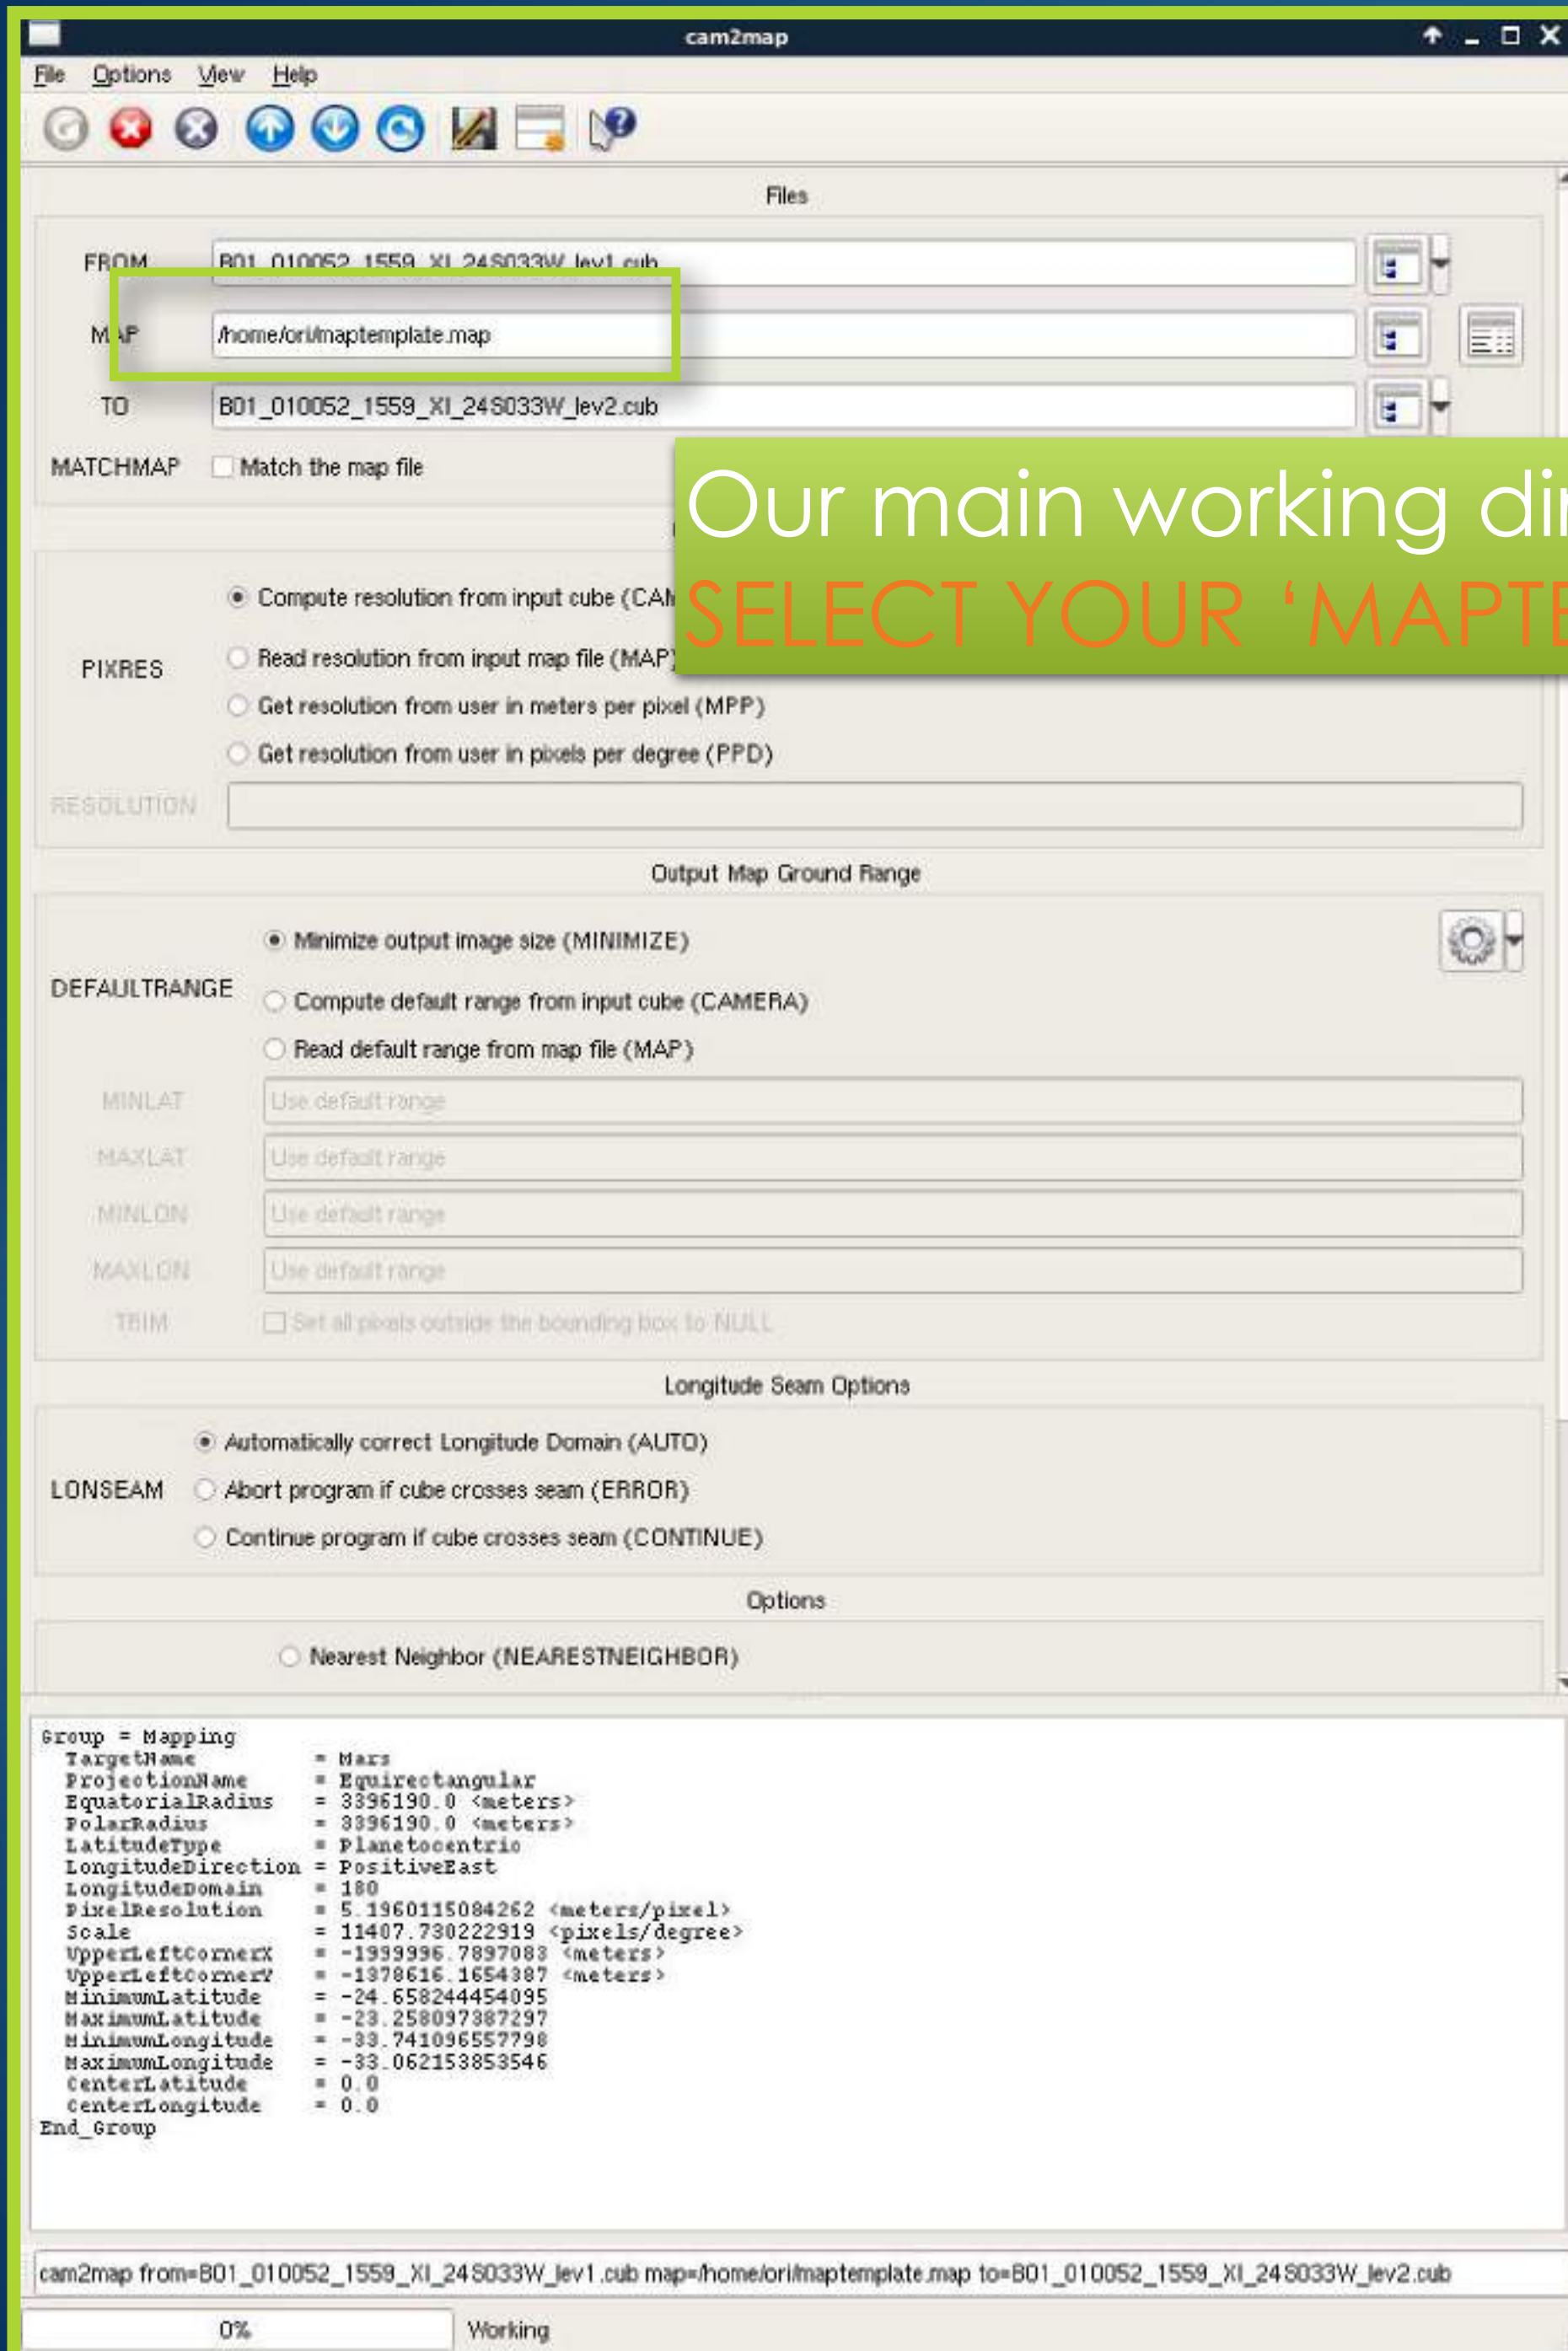 cam2map
File Options View Help
Files
FROM B01_010052_1559_XI_24S033W_lev1.cub
MAP /home/ori/maptemplate.map
TO B01_010052_1559_XI_24S033W_lev2.cub
MATCHMAP Match the map file
Our main working dir
SELECT YOUR ‘MAPTE
Compute resolution from input cube (CAM
Read resolution from input map file (MAP)
PIXRES
Get resolution from user in meters per pixel (MPP)
Get resolution from user in pixels per degree (PPD)
RESOLUTION
Output Map Ground Range
Minimize output image size (MINIMIZE)
DEFAULTRANGE
Compute default range from input cube (CAMERA)
Read default range from map file (MAP)
MINLAT Use default range
MAXLAT Use default range
MINLON Use default range
MAXLON Use default range
TRIM Set all pixels outside the bounding box to NULL
Longitude Seam Options
Automatically correct Longitude Domain (AUTO)
LONSEAM Abort program if cube crosses seam (ERROR)
Continue program if cube crosses seam (CONTINUE)
Options
Nearest Neighbor (NEARESTNEIGHBOR)
Group = Mapping
TargetName = Mars
ProjectionName = Equirectangular
EquatorialRadius = 3396190.0 <meters>
PolarRadius = 3396190.0 <meters>
LatitudeType = Planetocentric
LongitudeDirection = PositiveEast
LongitudeDomain = 180
PixelResolution = 5.1960115084262 <meters/pixel>
Scale = 11407.730222919 <pixels/degree>
UpperLeftCornerX = -1999996.7897083 <meters>
UpperLeftCornerY = -1378616.1654387 <meters>
MinimumLatitude = -24.658244454095
MaximumLatitude = -23.258097387297
MinimumLongitude = -33.741096557798
MaximumLongitude = -33.062153853546
CenterLatitude = 0.0
CenterLongitude = 0.0
End_Group
cam2map from=B01_010052_1559_XI_24S033W_lev1.cub map=/home/ori/maptemplate.map to=B01_010052_1559_XI_24S033W_lev2.cub
0% Working